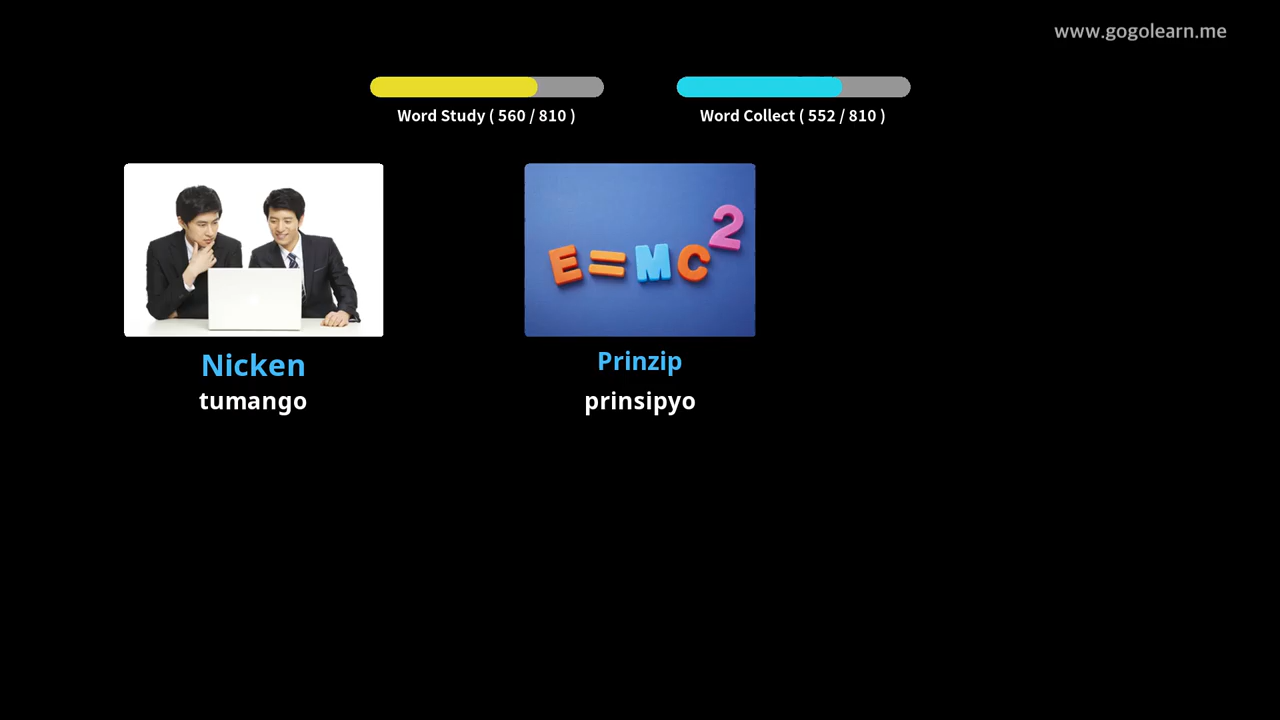 www.gogolearn.me
Word Study ( 560 / 810 )
Word Collect ( 552 / 810 )
E=MC2
Nicken
tumango
Prinzip
prinsipyo